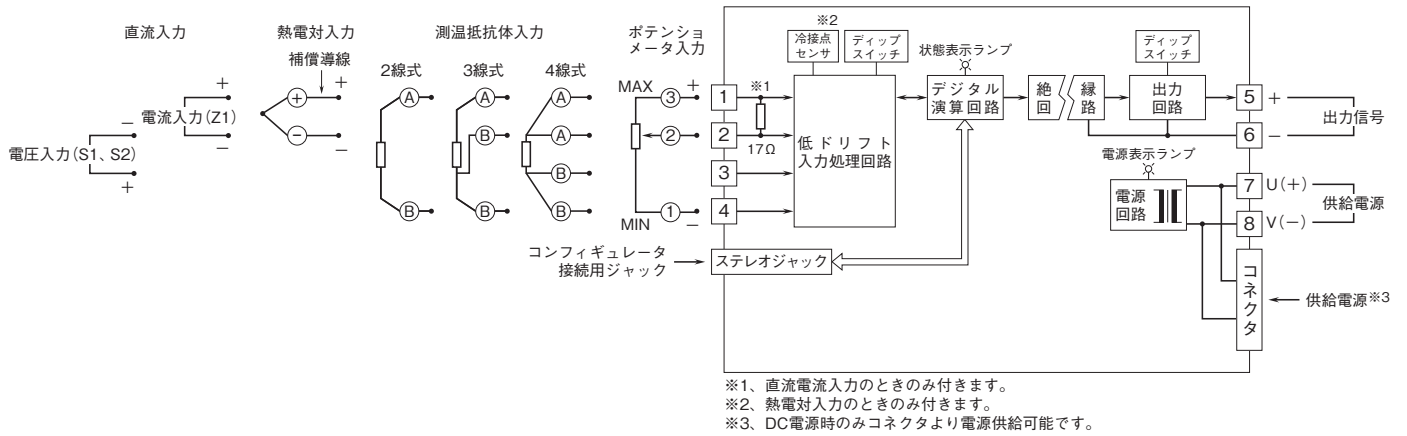 直流入力
+
電流入力(Z1)
−
−
電圧入力(S1、S2)
+
熱電対入力
補償導線
+
+
−
−
測温抵抗体入力
2線式
3線式
4線式
A
B
A
B
B
A
A
B
B
ポテンショ
メータ入力
MAX
3
+
2
1
MIN
−
1
2
3
4
※1
17Ω
※2
冷接点
センサ
ディップ
スイッチ
低ドリフト
入力処理回路
状態表示ランプ
デジタル
演算回路
絶縁
回路
ディップ
スイッチ
出力
回路
5
+
6
−
出力信号
電源表示ランプ
電源
回路
7
U(+)
8
V(−)
供給電源
コンフィギュレータ
接続用ジャック
ステレオジャック
コネクタ
供給電源※3
※1、直流電流入力のときのみ付きます。
※2、熱電対入力のときのみ付きます。
※3、DC電源時のみコネクタより電源供給可能です。